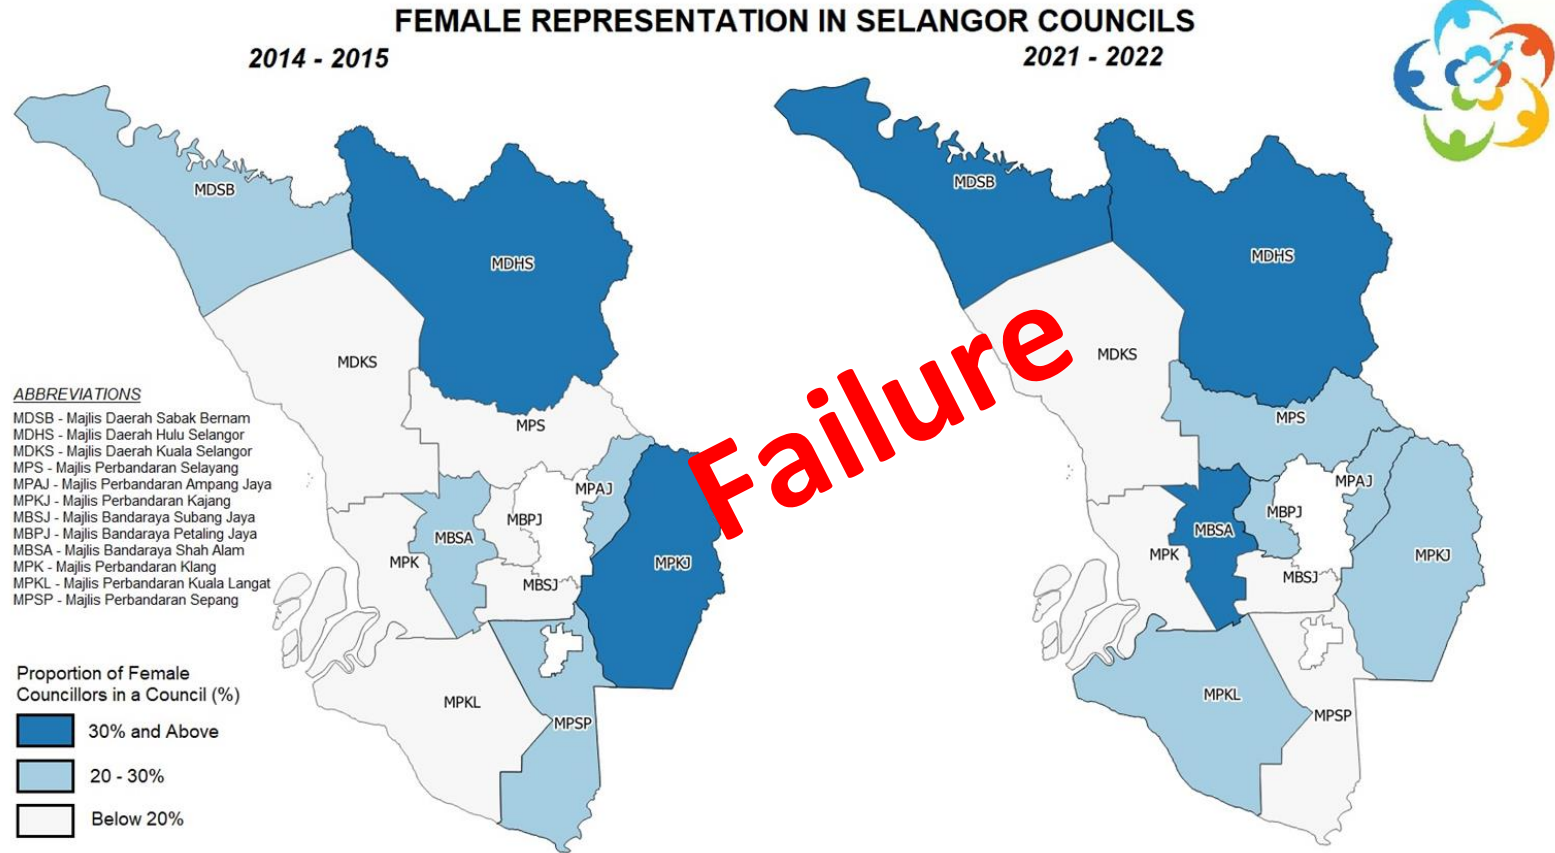 FEMALE REPRESENTATION IN SELANGOR COUNCILS
2014 - 2015
2021 - 2022
MDSB
MDHS
MDKS
MPS
MPAJ
MBPJ
MBSA
MPK
MBSJ
MPKJ
MPKL
MPSP
MDSB
MDHS
MDKS
MPS
MPAJ
MBPJ
MBSA
MPK
MBSJ
MPKJ
MPKL
MPSP
Failure
ABBREVIATIONS
MDSB - Majlis Daerah Sabak Bernam
MDHS - Majlis Daerah Hulu Selangor
MDKS - Majlis Daerah Kuala Selangor
MPS - Majlis Perbandaran Selayang
MPAJ - Majlis Perbandaran Ampang Jaya
MPKJ - Majlis Perbandaran Kajang
MBSJ - Majlis Bandaraya Subang Jaya
MBPJ - Majlis Bandaraya Petaling Jaya
MBSA - Majlis Bandaraya Shah Alam
MPK - Majlis Perbandaran Klang
MPKL - Majlis Perbandaran Kuala Langat
MPSP - Majlis Perbandaran Sepang
Proportion of Female
Councillors in a Council (%)
30% and Above
20 - 30%
Below 20%